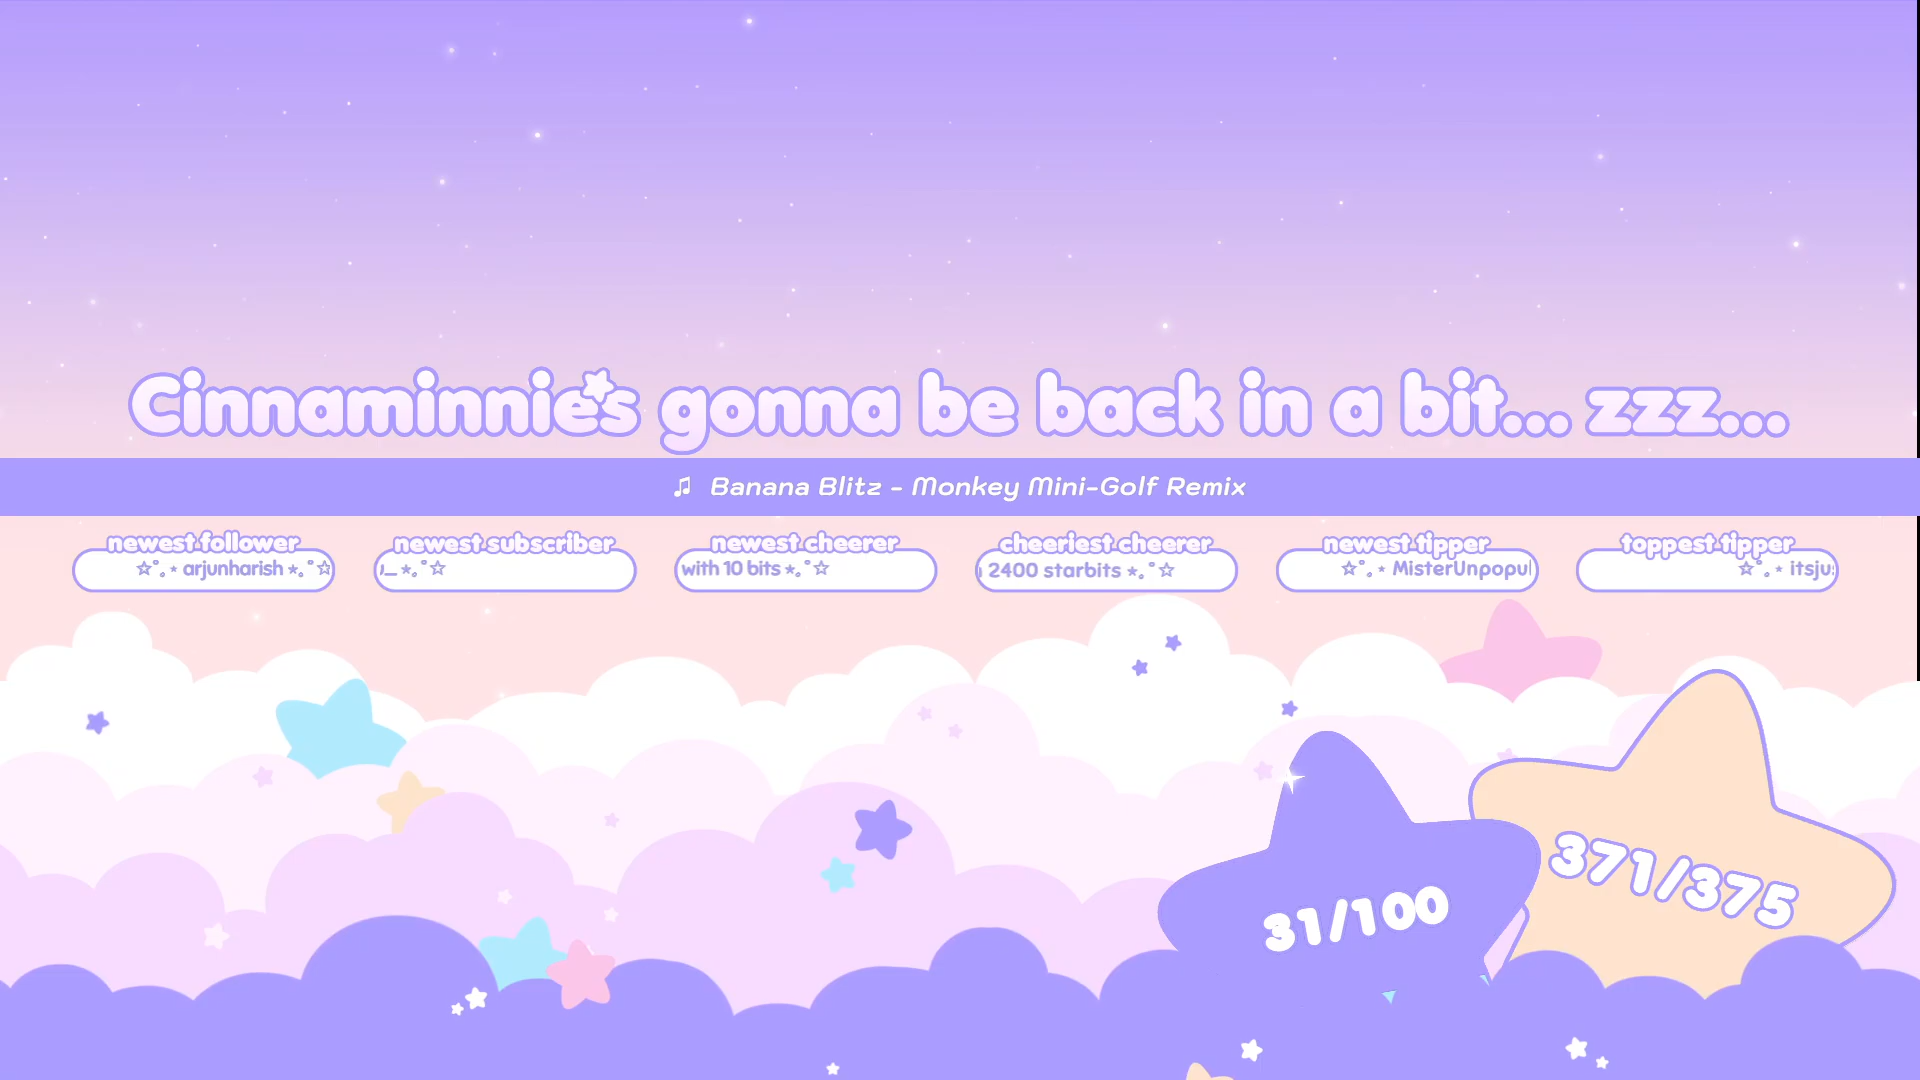 Cinnaminnie's gonna be back in a bit... zzz...
♫ Banana Blitz - Monkey Mini-Golf Remix
newest follower
☆˚｡⋆ arjunharish ⋆｡˚☆
newest subscriber
_ ⋆｡˚☆
newest cheerer
with 10 bits ⋆｡˚☆
cheeriest cheerer
2400 starbits ⋆｡˚☆
newest tipper
☆˚｡⋆ MisterUnpopu
toppest tipper
☆˚｡⋆ itsju
31/100
371/375